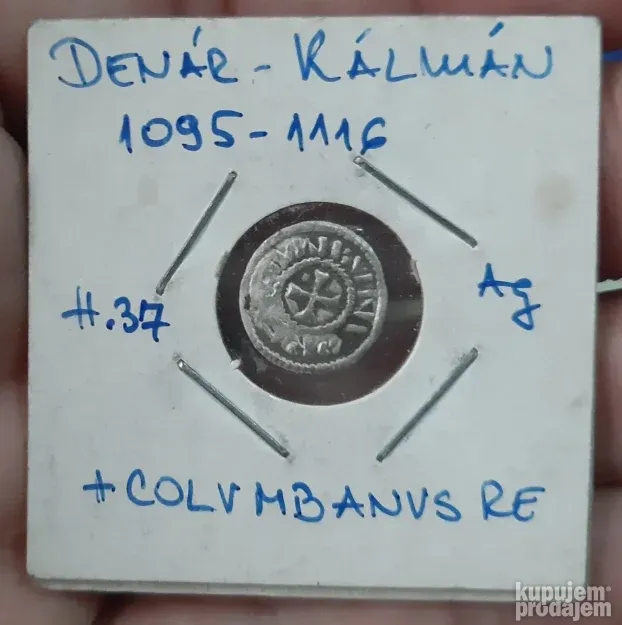 DENÁR - KÁLMÁN
1095-1116
H.37
Ag
+COLVMBANVS RE
kupujem
prodajem